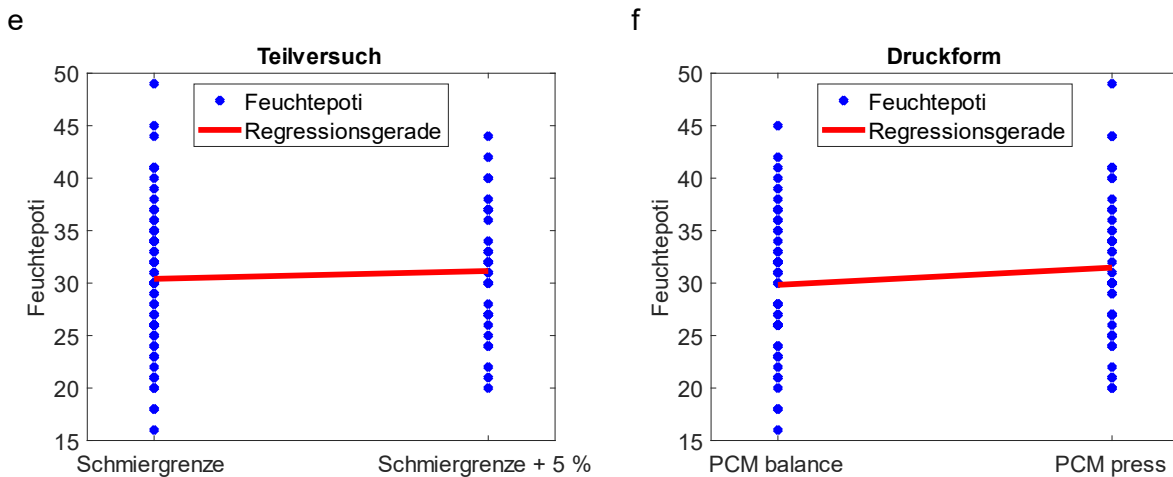 e
Teilversuch
Feuchtepoti
Regressionsgerade
50
45
40
35
30
25
20
15
Feuchtepoti
Schmiergrenze
Schmiergrenze + 5 %
f
Druckform
Feuchtepoti
Regressionsgerade
50
45
40
35
30
25
20
15
Feuchtepoti
PCM balance
PCM press